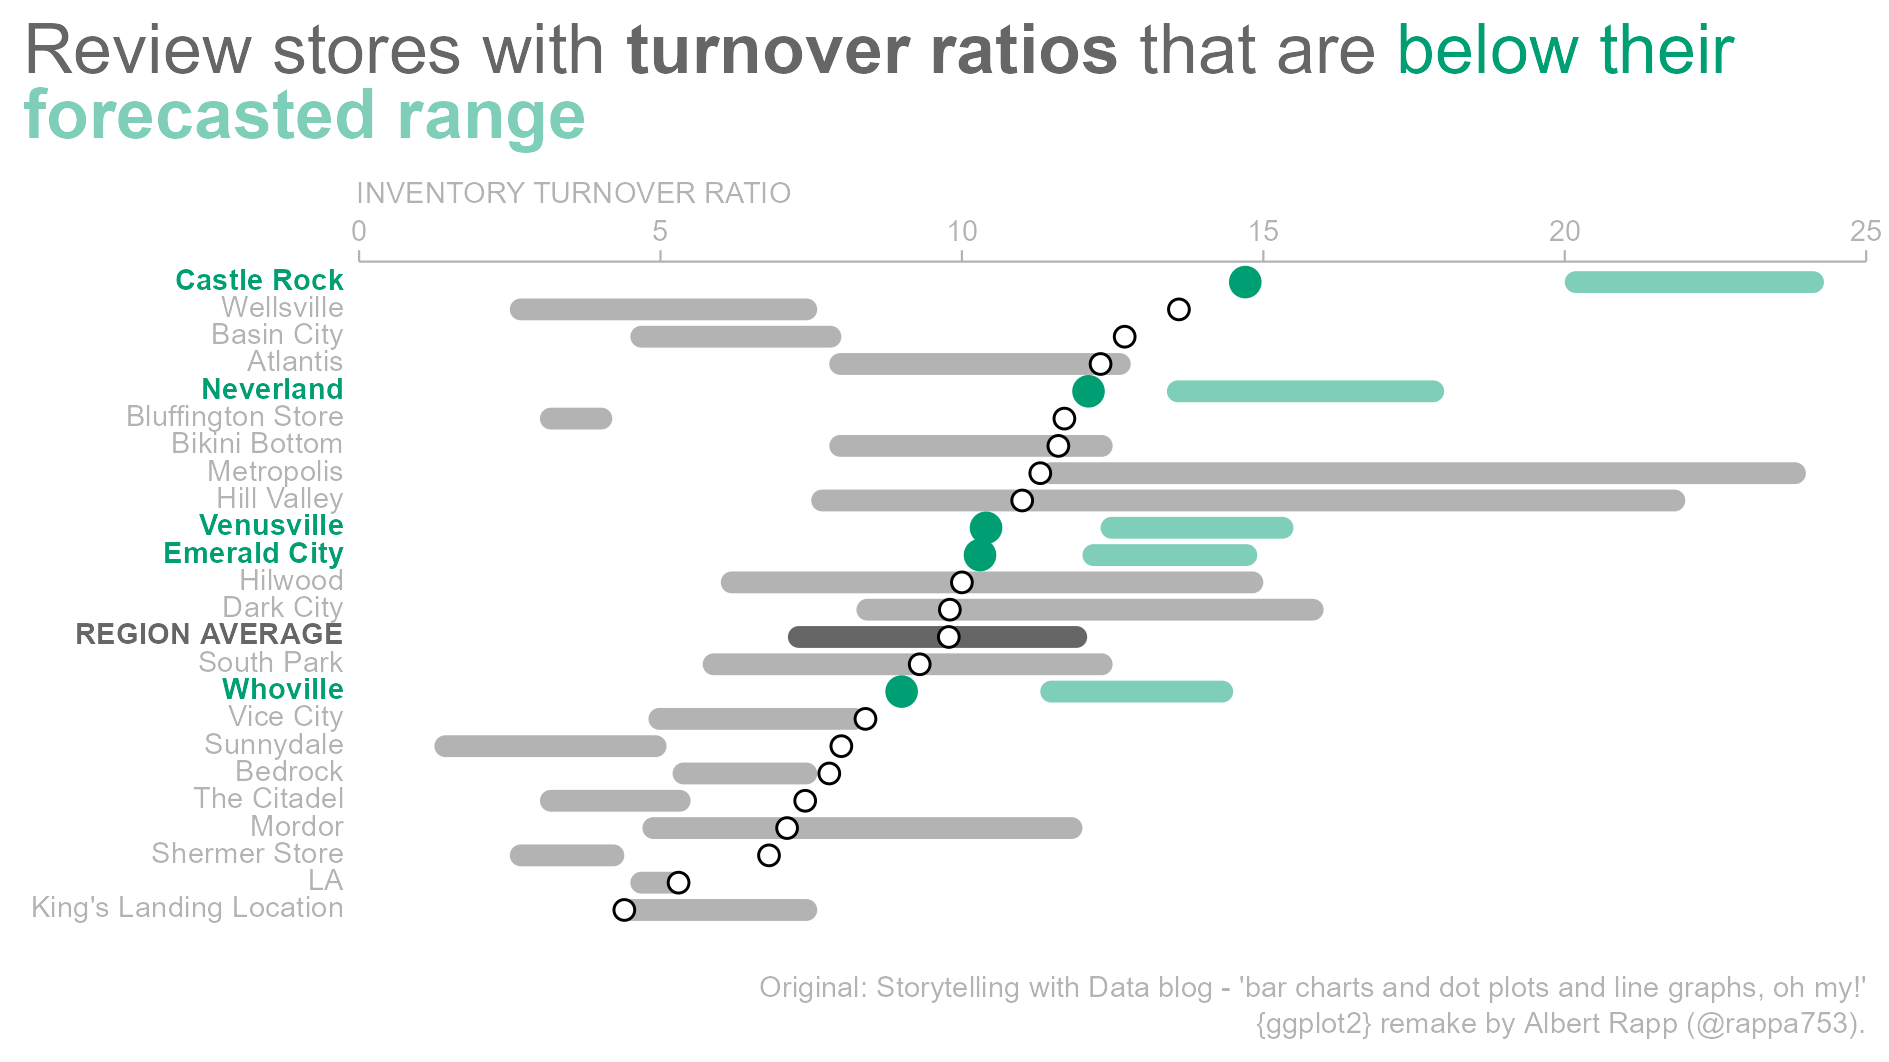 Review stores with turnover ratios that are below their
forecasted range
INVENTORY TURNOVER RATIO
0 5 10 15 20 25
Castle Rock
Wellsville
Basin City
Atlantis
Neverland
Bluffington Store
Bikini Bottom
Metropolis
Hill Valley
Venusville
Emerald City
Hilwood
Dark City
REGION AVERAGE
South Park
Whoville
Vice City
Sunnydale
Bedrock
The Citadel
Mordor
Shermer Store
LA
King's Landing Location
Original: Storytelling with Data blog - 'bar charts and dot plots and line graphs, oh my!'
{ggplot2} remake by Albert Rapp (@rappa753).